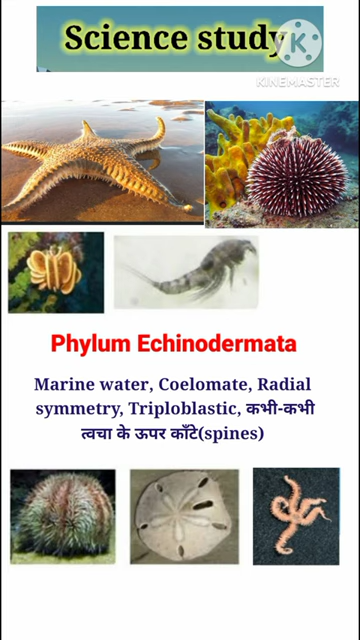 Science study
K
KINEMASTER
Phylum Echinodermata
Marine water, Coelomate, Radial
symmetry, Triploblastic, कभी-कभी
त्वचा के ऊपर काँटे(spines)